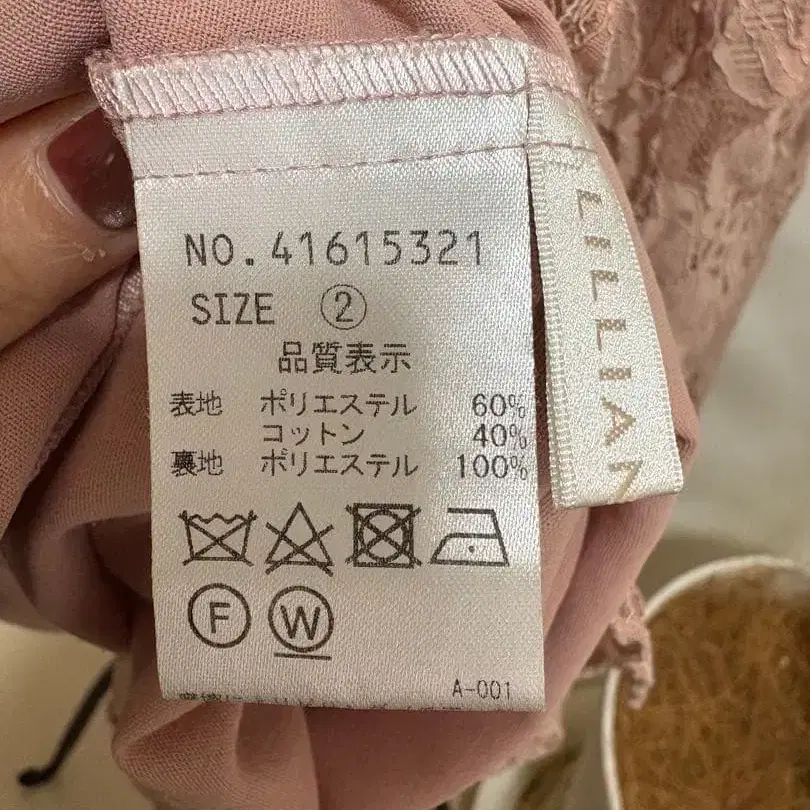 NO.41615321
SIZE ②
品質表示
表地 ポリエステル 60%
コットン 40%
裏地 ポリエステル 100%
F W
A-001
LILLIAN